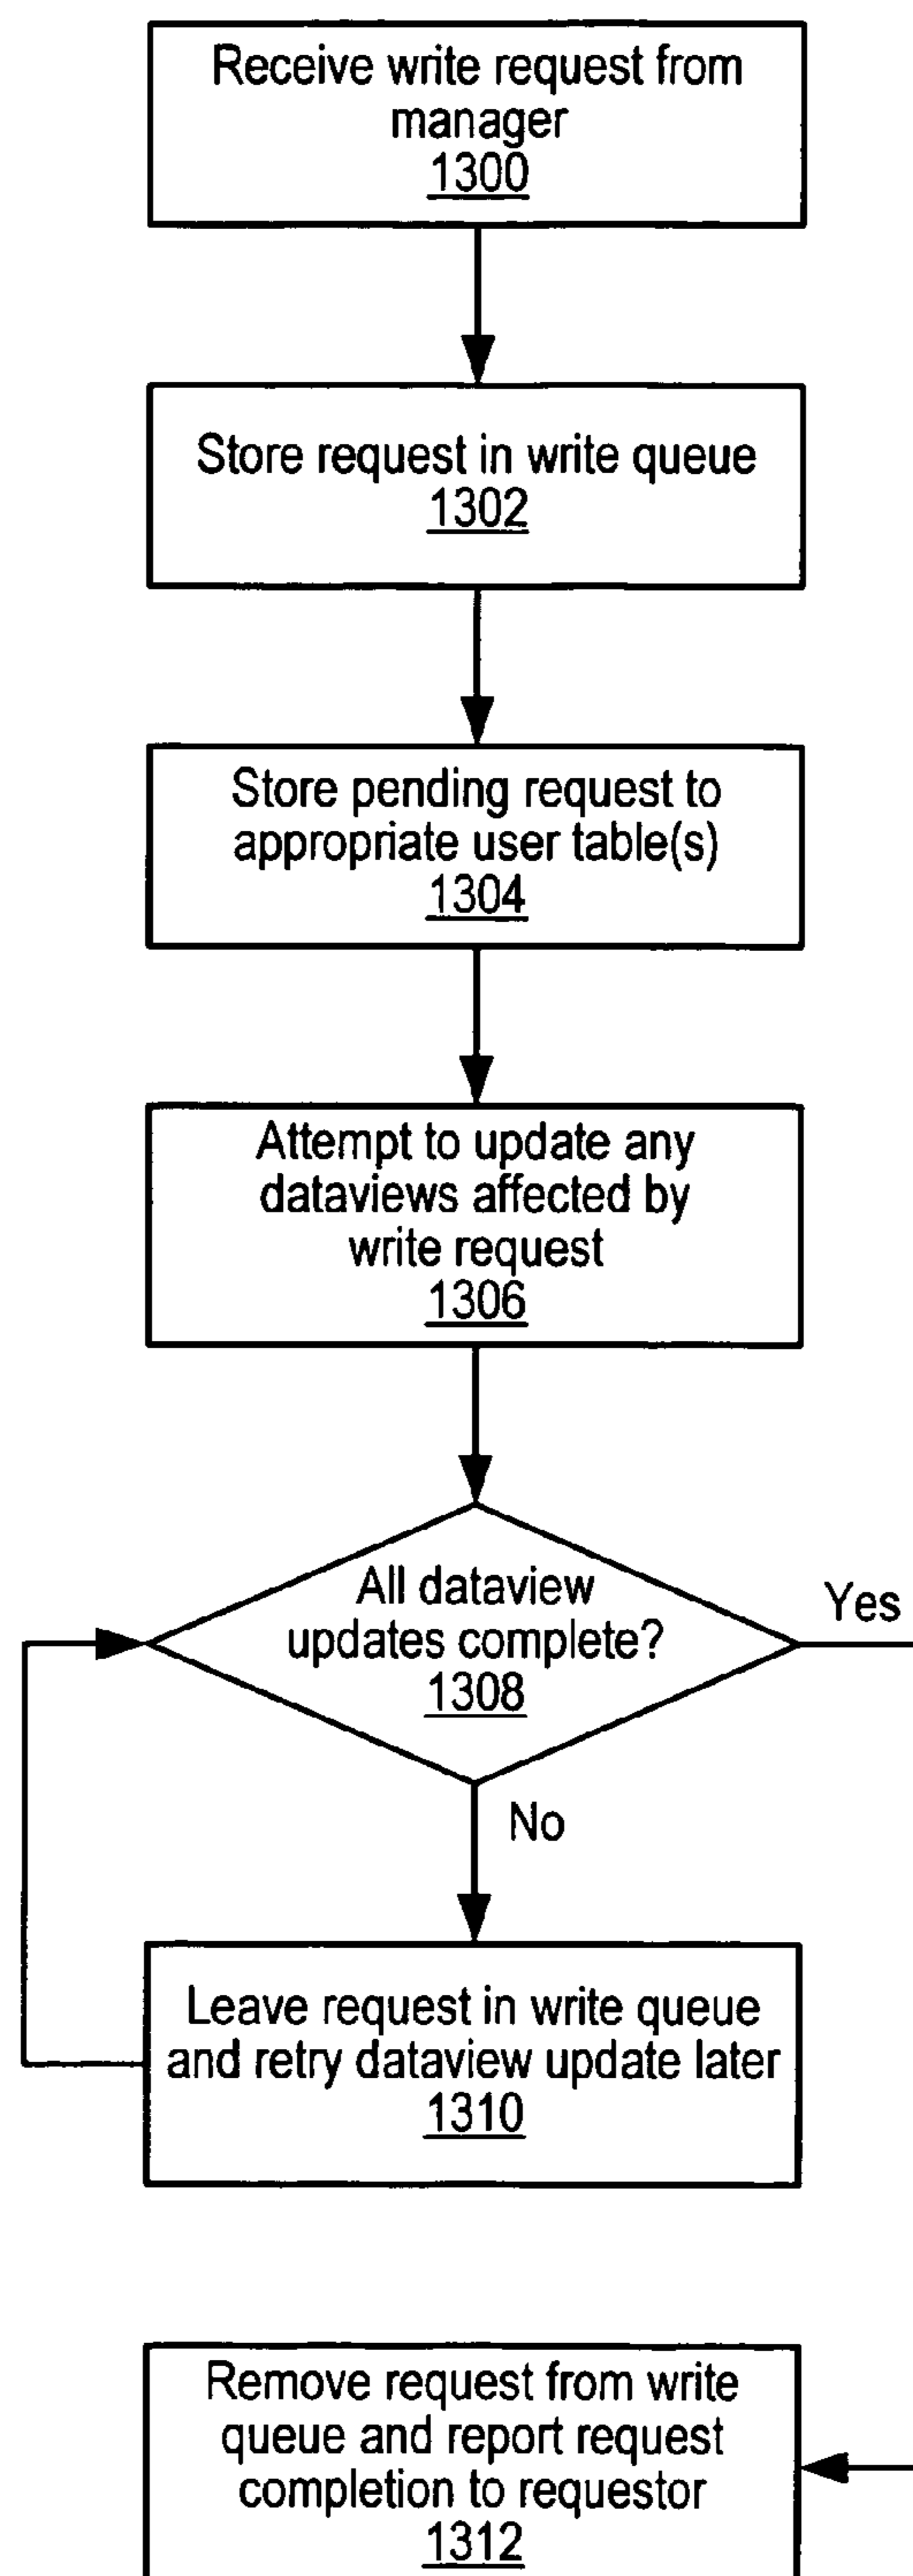 Receive write request from
manager
1300
Store request in write queue
1302
Store pending request to
appropriate user table(s)
1304
Attempt to update any
dataviews affected by
write request
1306
All dataview
updates complete?
1308
Yes
No
Leave request in write queue
and retry dataview update later
1310
Remove request from write
queue and report request
completion to requestor
1312